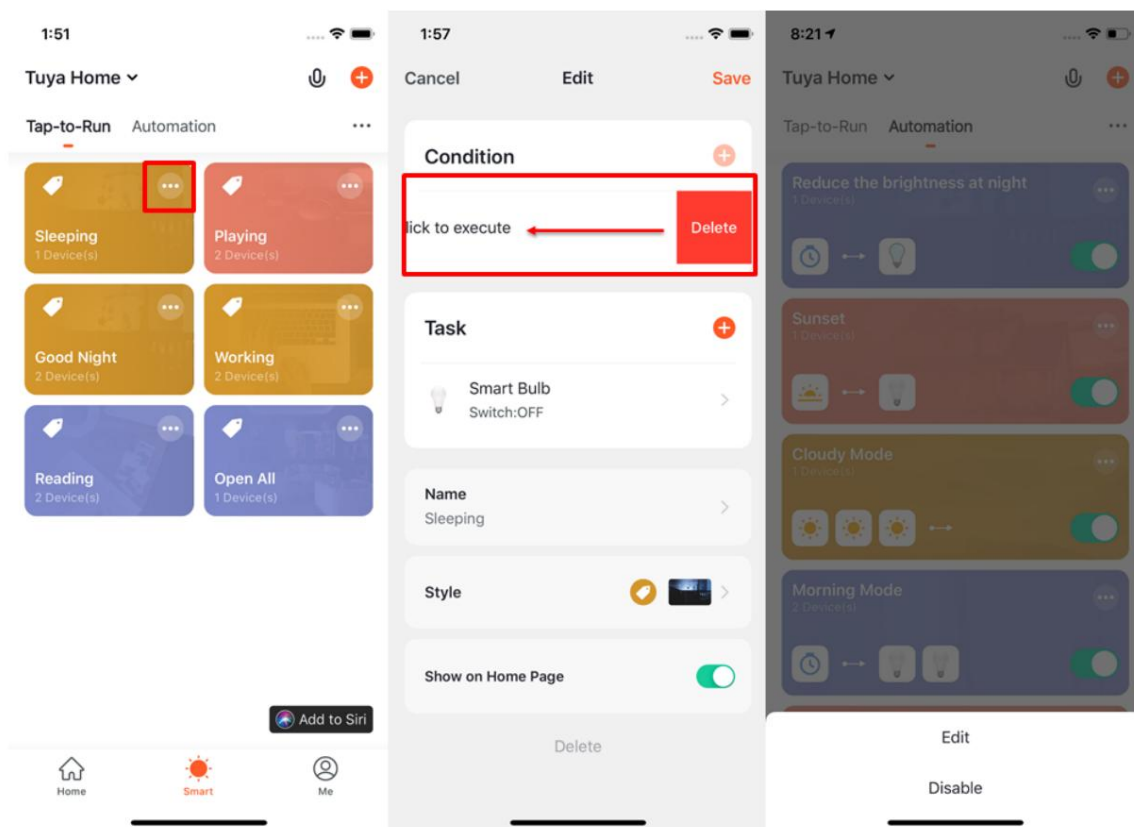 1:51
Tuya Home
Tap-to-Run Automation
Sleeping
1 Device(s)
Playing
2 Device(s)
Good Night
2 Device(s)
Working
2 Device(s)
Reading
2 Device(s)
Open All
1 Device(s)
Add to Siri
Home
Smart
Me
1:57
Cancel
Edit
Save
Condition
lick to execute
Delete
Task
Smart Bulb
Switch:OFF
Name
Sleeping
Style
Show on Home Page
Delete
8:21
Tuya Home
Tap-to-Run Automation
Reduce the brightness at night
1 Device(s)
Sunset
1 Device(s)
Cloudy Mode
1 Device(s)
Morning Mode
2 Device(s)
Edit
Disable